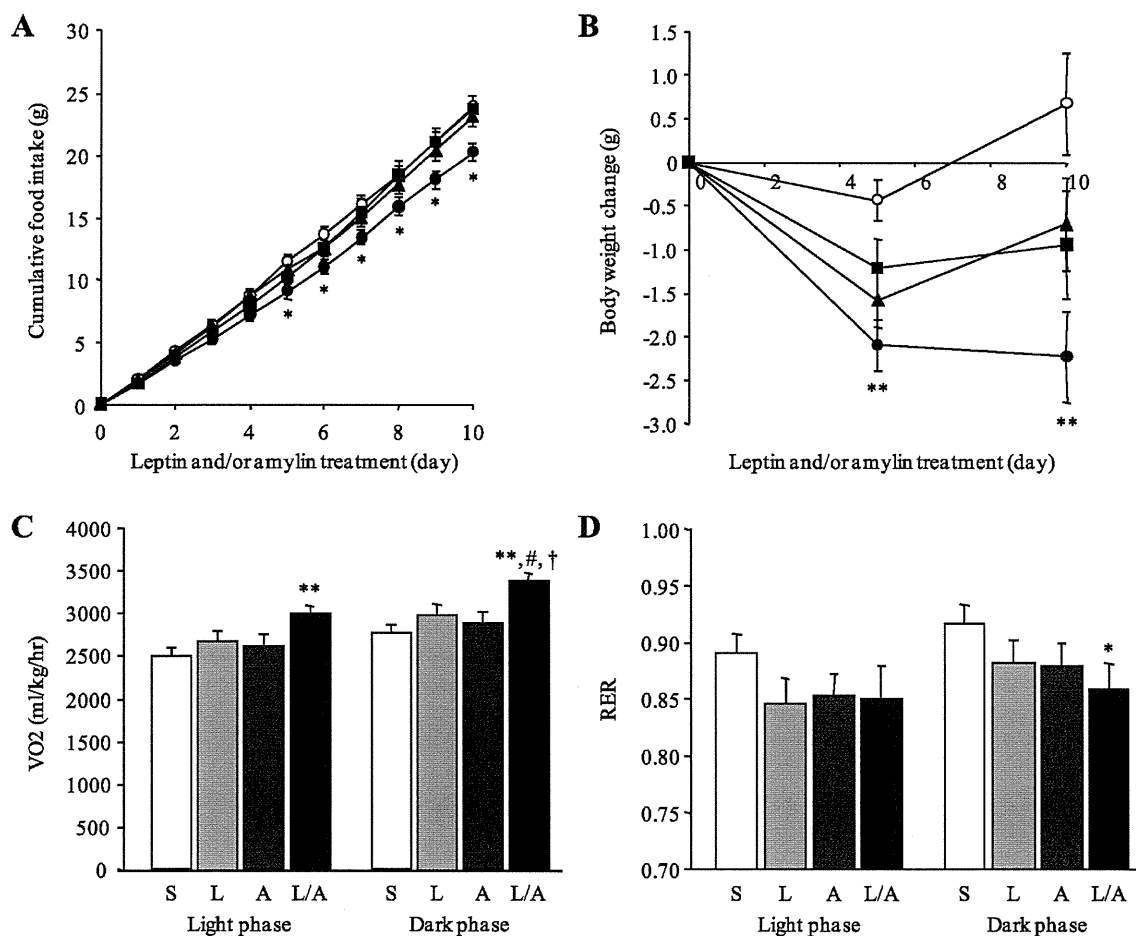 A
Cumulative food intake (g)
30
25
20
15
10
5
0
*
*
*
*
*
*
0 2 4 6 8 10
Leptin and/or amylin treatment (day)
B
Body weight change (g)
1.5
1.0
0.5
0
-0.5
-1.0
-1.5
-2.0
-2.5
-3.0
0 2 4 6 8 10
**
**
Leptin and/or amylin treatment (day)
C
VO2 (ml/kg/hr)
4000
3500
3000
2500
2000
1500
1000
500
0
**
**, #, †
S L A L/A S L A L/A
Light phase Dark phase
D
RER
1.00
0.95
0.90
0.85
0.80
0.75
0.70
*
S L A L/A S L A L/A
Light phase Dark phase